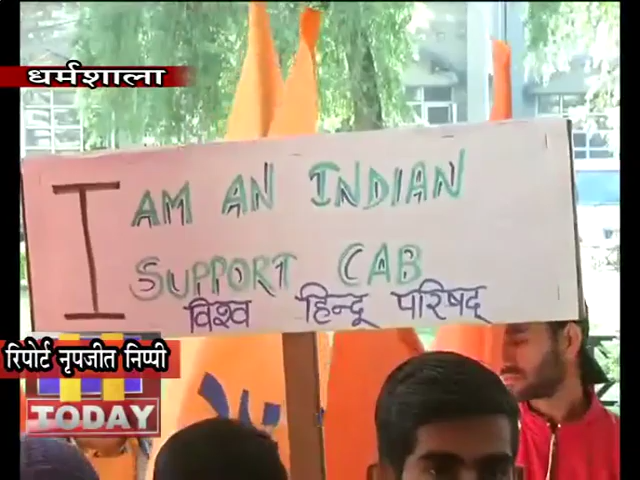 धर्मशाला
I AM AN INDIAN
SUPPORT CAB
विश्व हिन्दू परिषद्
रिपोर्ट नृपजीत निप्पी
TODAY